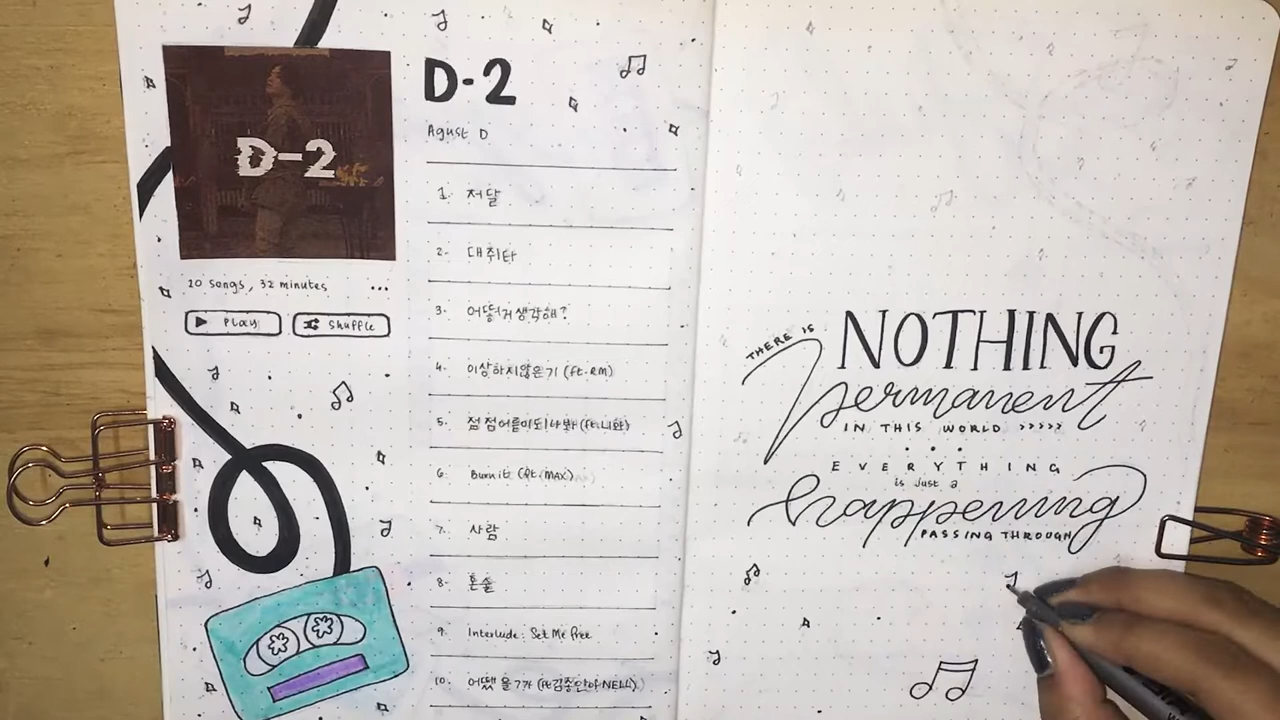 D-2
D-2
Agust D
20 songs, 32 minutes ...
Play
Shuffle
1. 저 달
2. 대취타
3. 어떻게 생각해?
4. 이상하지않은가 (ft. RM)
5. 점점 어른이 되나봐 (ft. 니화)
6. Burn it (ft. MAX)
7. 사람
8. 혼술
9. Interlude: Set Me free
10. 어땠을까 (ft 김종완 NELL)
THERE IS
NOTHING
permanent
IN THIS WORLD >>>>>
EVERYTHING
is Just a
happening
PASSING THROUGH